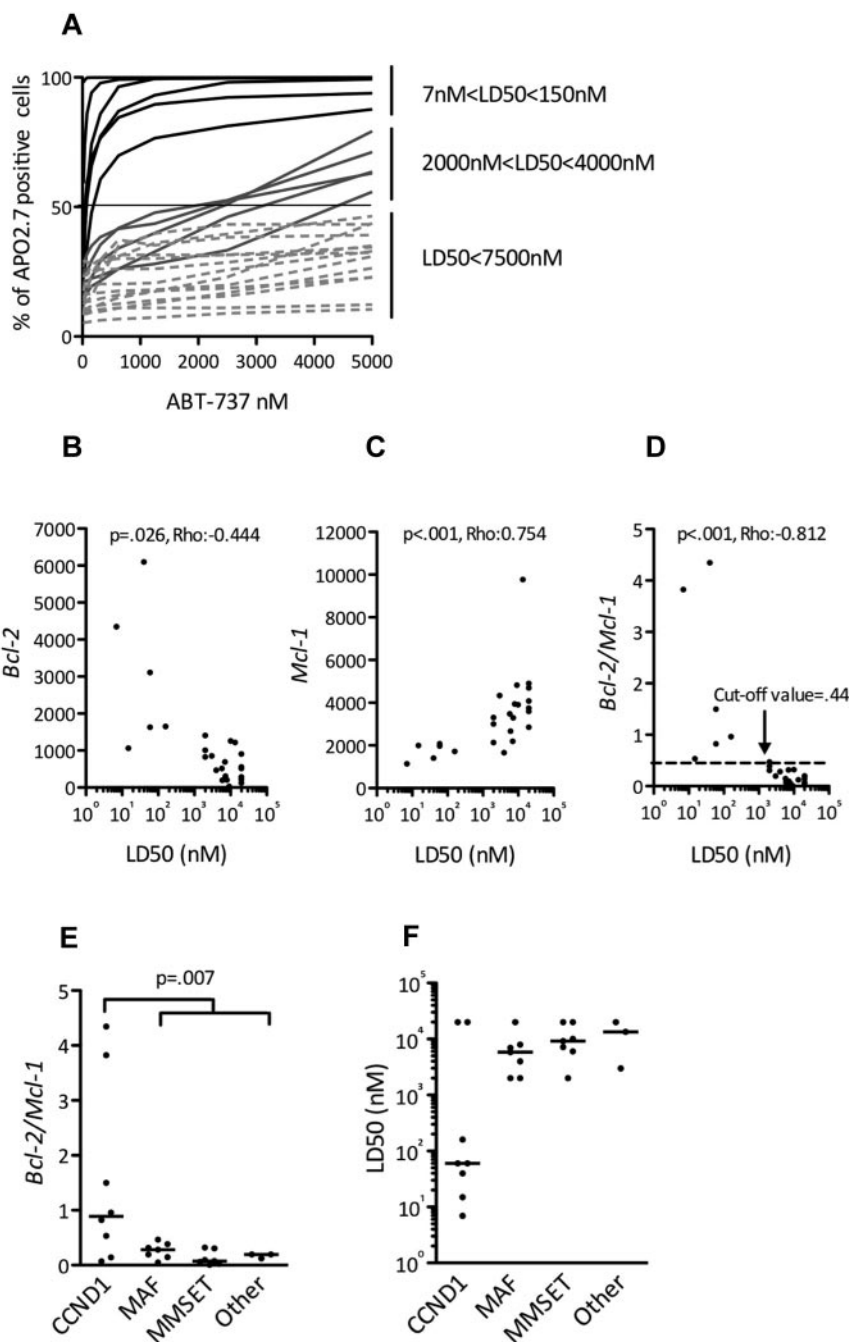 A
% of APO2.7 positive cells
100
50
0
0 1000 2000 3000 4000 5000
ABT-737 nM
7nM<LD50<150nM
2000nM<LD50<4000nM
LD50<7500nM
B
p=.026, Rho:-0.444
Bcl-2
7000
6000
5000
4000
3000
2000
1000
0
10⁰ 10¹ 10² 10³ 10⁴ 10⁵
LD50 (nM)
C
p<.001, Rho:0.754
Mcl-1
12000
10000
8000
6000
4000
2000
0
10⁰ 10¹ 10² 10³ 10⁴ 10⁵
LD50 (nM)
D
p<.001, Rho:-0.812
Bcl-2/Mcl-1
5
4
3
2
1
0
Cut-off value=.44
10⁰ 10¹ 10² 10³ 10⁴ 10⁵
LD50 (nM)
E
p=.007
Bcl-2/Mcl-1
5
4
3
2
1
0
CCND1
MAF
MMSET
Other
F
LD50 (nM)
10⁵
10⁴
10³
10²
10¹
10⁰
CCND1
MAF
MMSET
Other